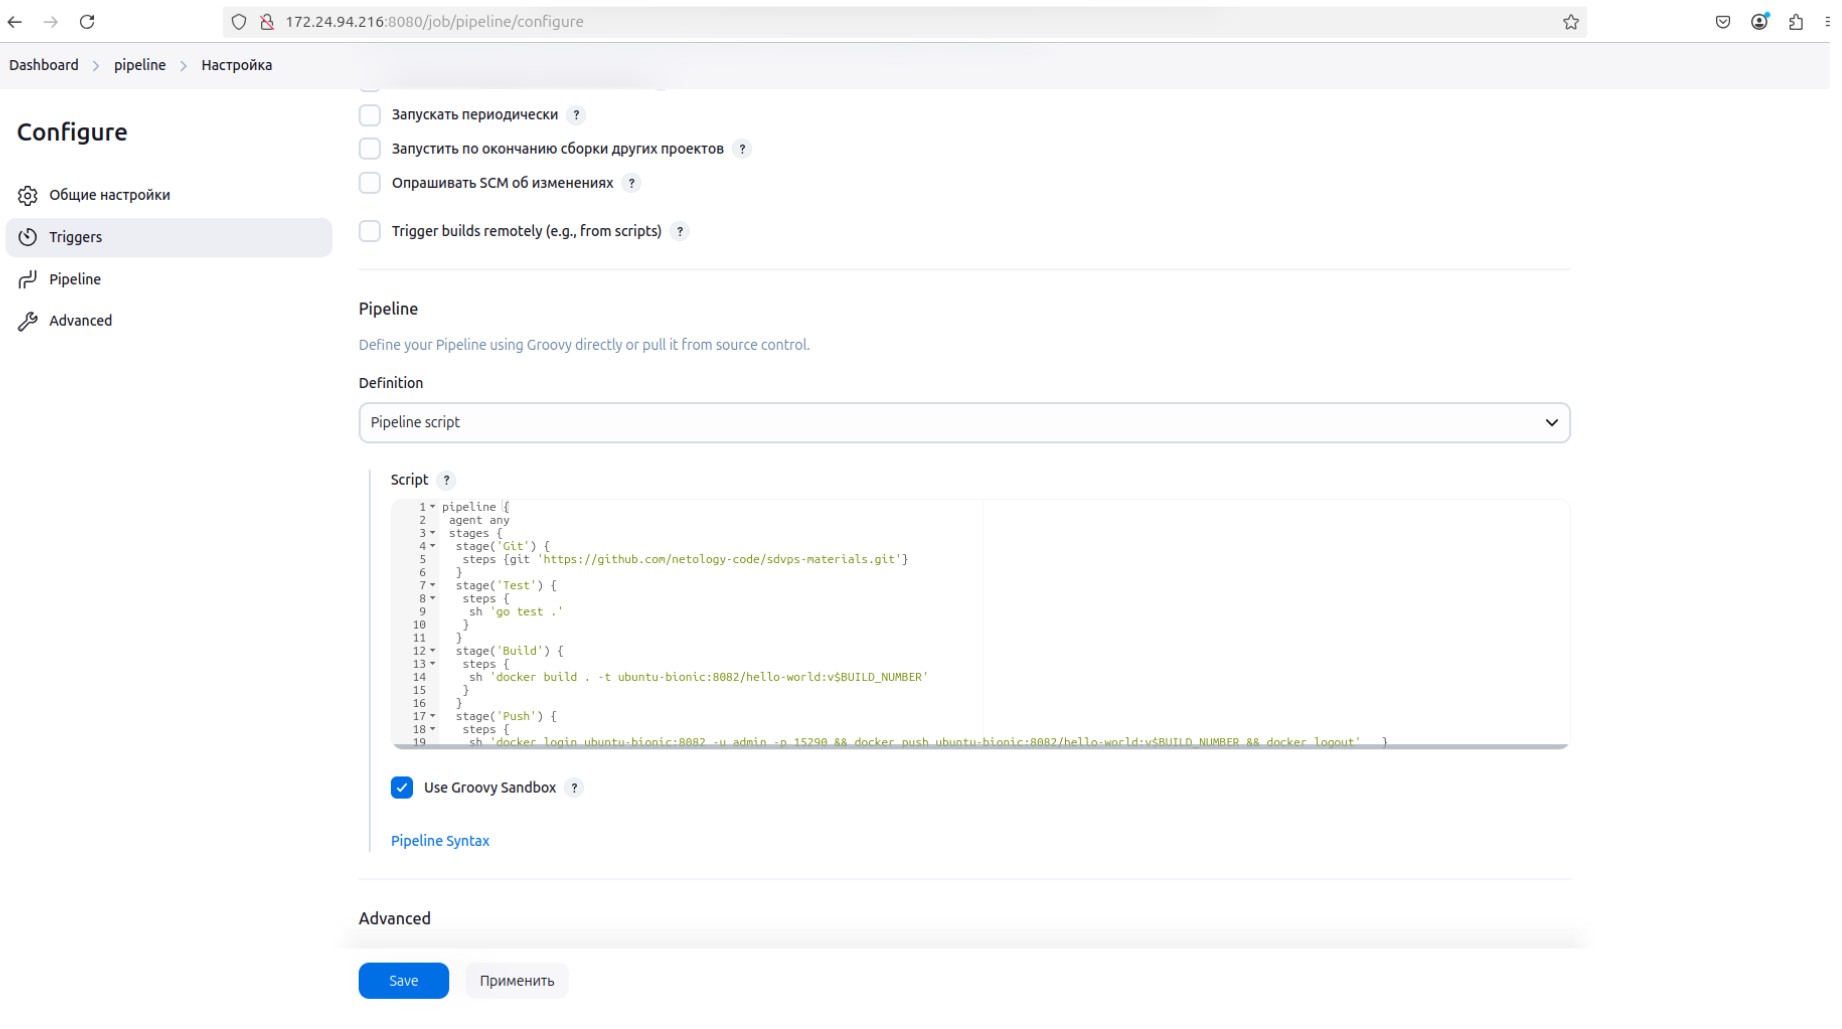 172.24.94.216:8080/job/pipeline/configure
Dashboard > pipeline > Настройка
Configure
Общие настройки
Triggers
Pipeline
Advanced
Запускать периодически ?
Запустить по окончанию сборки других проектов ?
Опрашивать SCM об изменениях ?
Trigger builds remotely (e.g., from scripts) ?
Pipeline
Define your Pipeline using Groovy directly or pull it from source control.
Definition
Pipeline script
Script ?
1 pipeline {
2 agent any
3 stages {
4 stage('Git') {
5 steps {git 'https://github.com/netology-code/sdvps-materials.git'}
6 }
7 stage('Test') {
8 steps {
9 sh 'go test .'
10 }
11 }
12 stage('Build') {
13 steps {
14 sh 'docker build . -t ubuntu-bionic:8082/hello-world:v$BUILD_NUMBER'
15 }
16 }
17 stage('Push') {
18 steps {
19 sh 'docker login ubuntu-bionic:8082 -u admin -p 15290 && docker push ubuntu-bionic:8082/hello-world:v$BUILD_NUMBER && docker logout' }
Use Groovy Sandbox ?
Pipeline Syntax
Advanced
Save
Применить